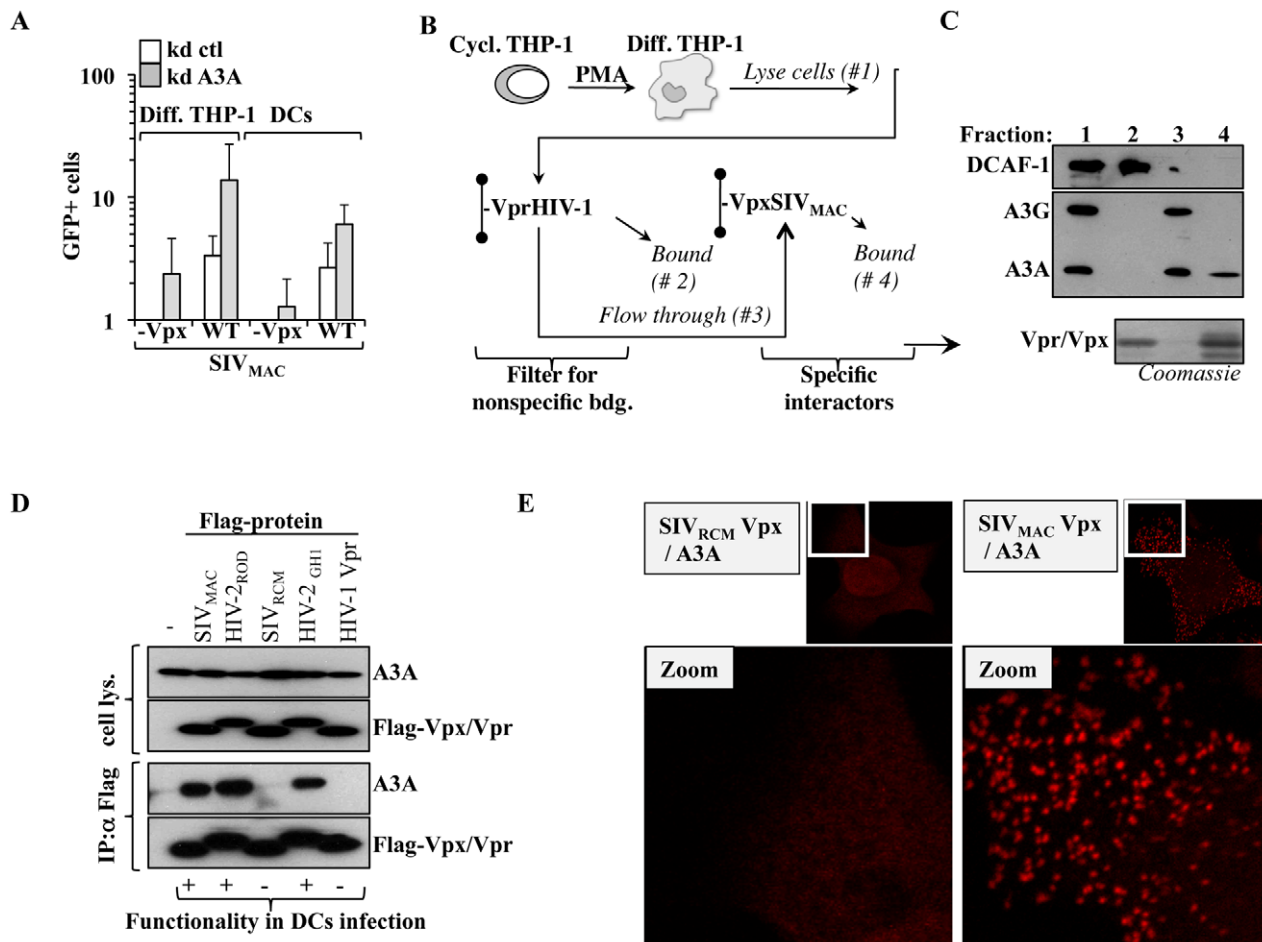 A
kd ctl
kd A3A
100
10
1
GFP+ cells
Diff. THP-1 DCs
-Vpx WT -Vpx WT
SIVMAC
B
Cycl. THP-1
Diff. THP-1
PMA
Lyse cells (#1)
-VprHIV-1
-VpxSIVMAC
Bound
(# 2)
Bound
(# 4)
Flow through (#3)
Filter for
nonspecific bdg.
Specific
interactors
C
Fraction: 1 2 3 4
DCAF-1
A3G
A3A
Vpr/Vpx
Coomassie
D
Flag-protein
-
SIVMAC
HIV-2ROD
SIVRCM
HIV-2GH1
HIV-1 Vpr
cell lys.
A3A
Flag-Vpx/Vpr
IP:α Flag
A3A
Flag-Vpx/Vpr
+ + - + -
Functionality in DCs infection
E
SIVRCM Vpx
/ A3A
SIVMAC Vpx
/ A3A
Zoom
Zoom